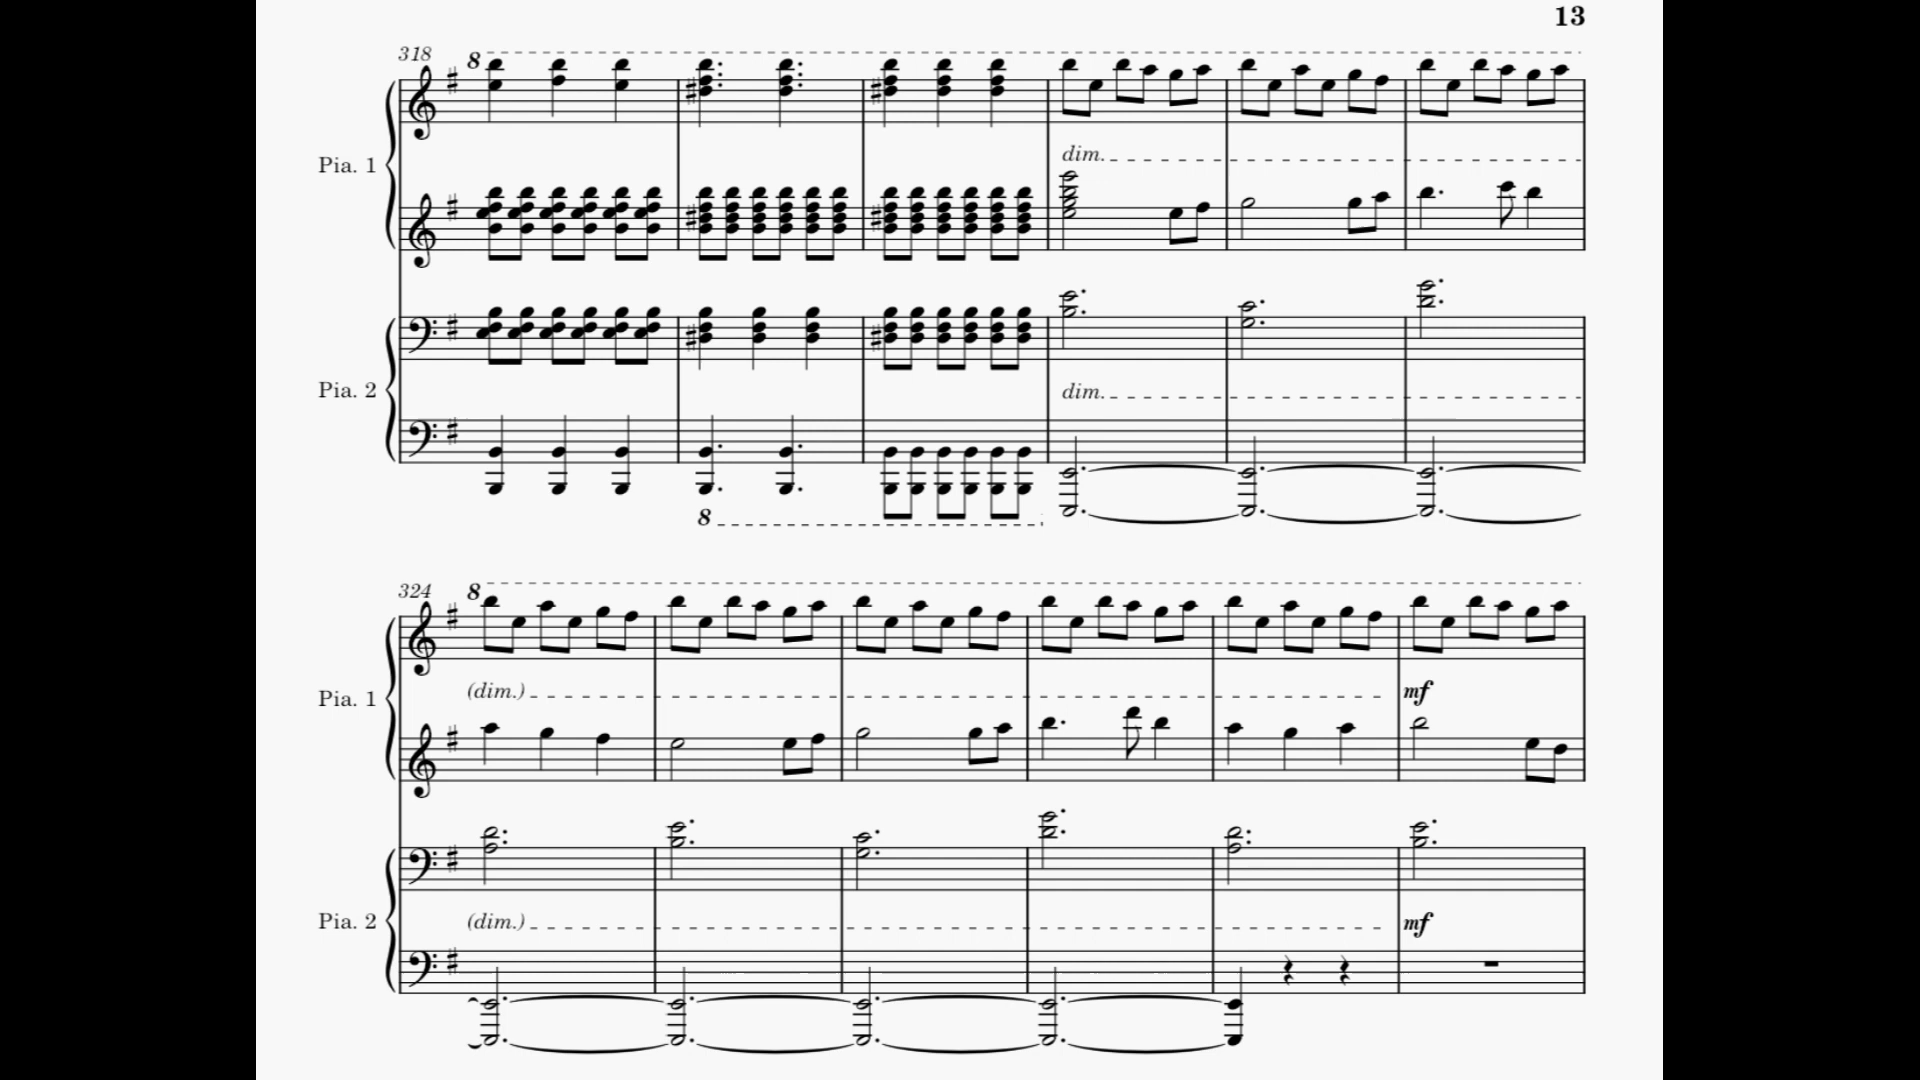 13
318 8
Pia. 1
dim.
Pia. 2
dim.
8
324 8
(dim.) mf
Pia. 1
(dim.) mf
Pia. 2